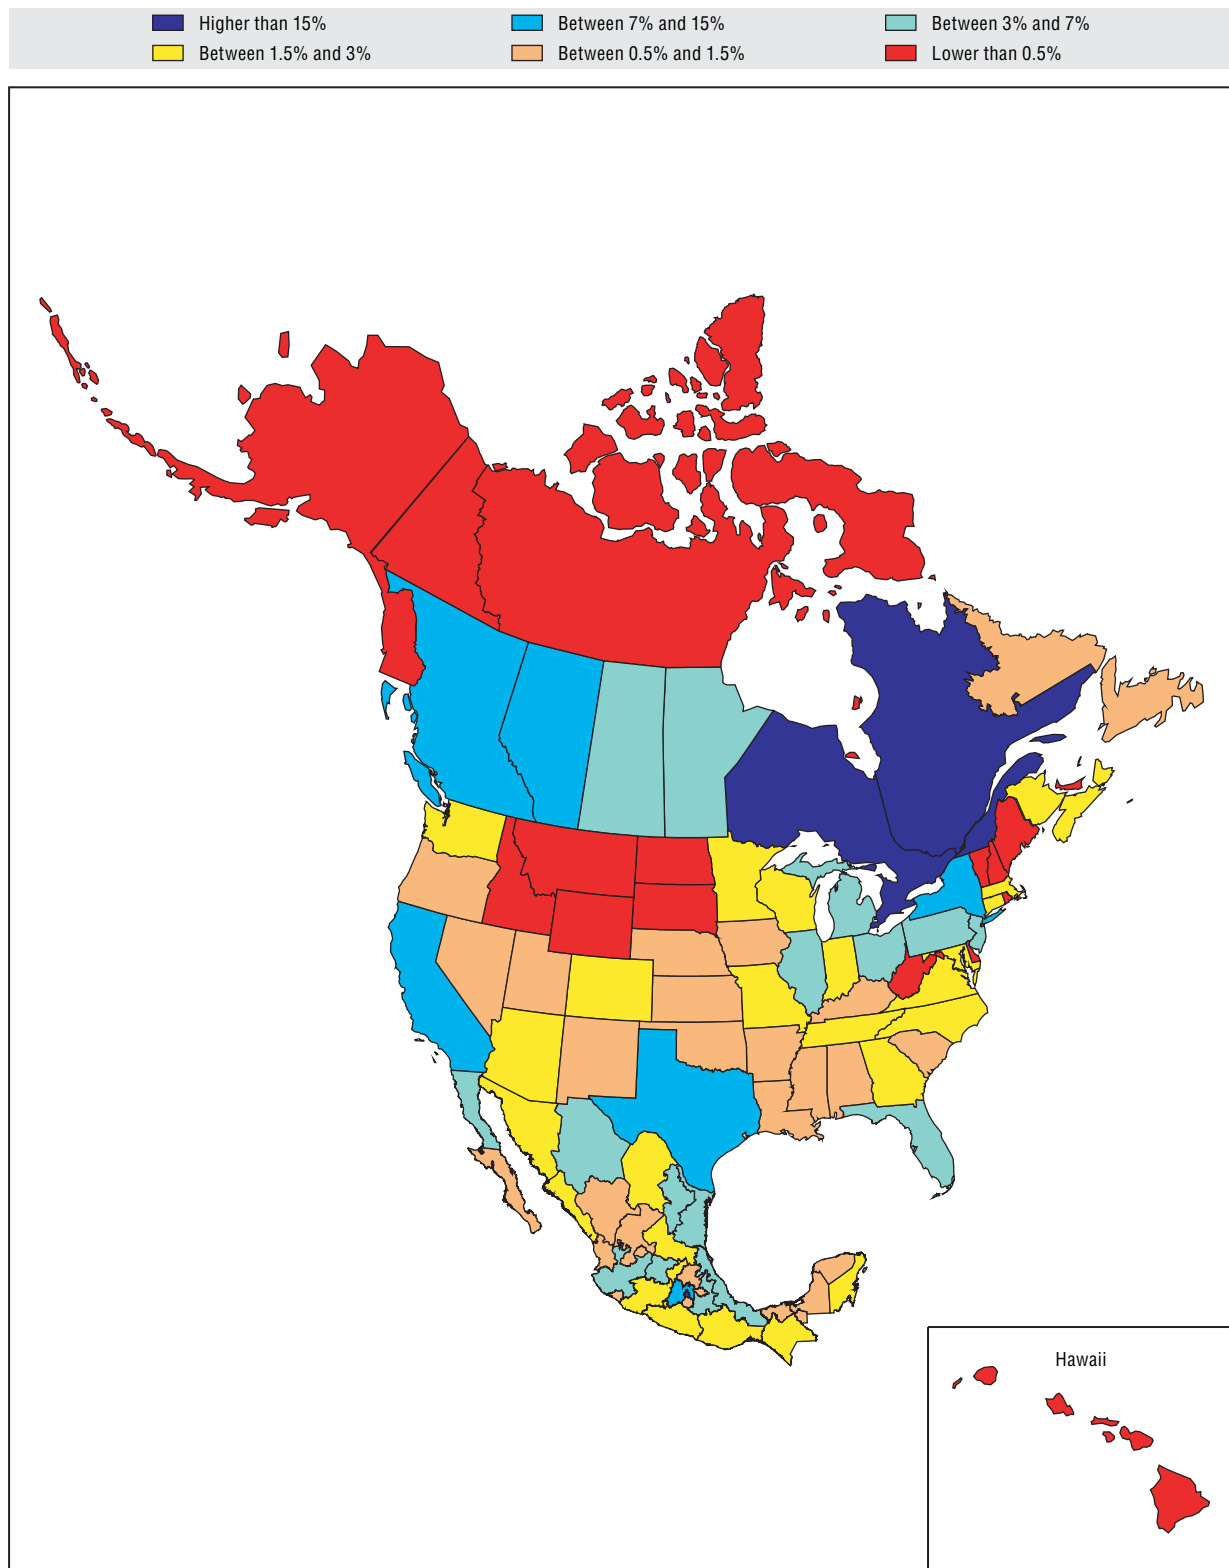 Higher than 15%
Between 7% and 15%
Between 3% and 7%
Between 1.5% and 3%
Between 0.5% and 1.5%
Lower than 0.5%
Hawaii